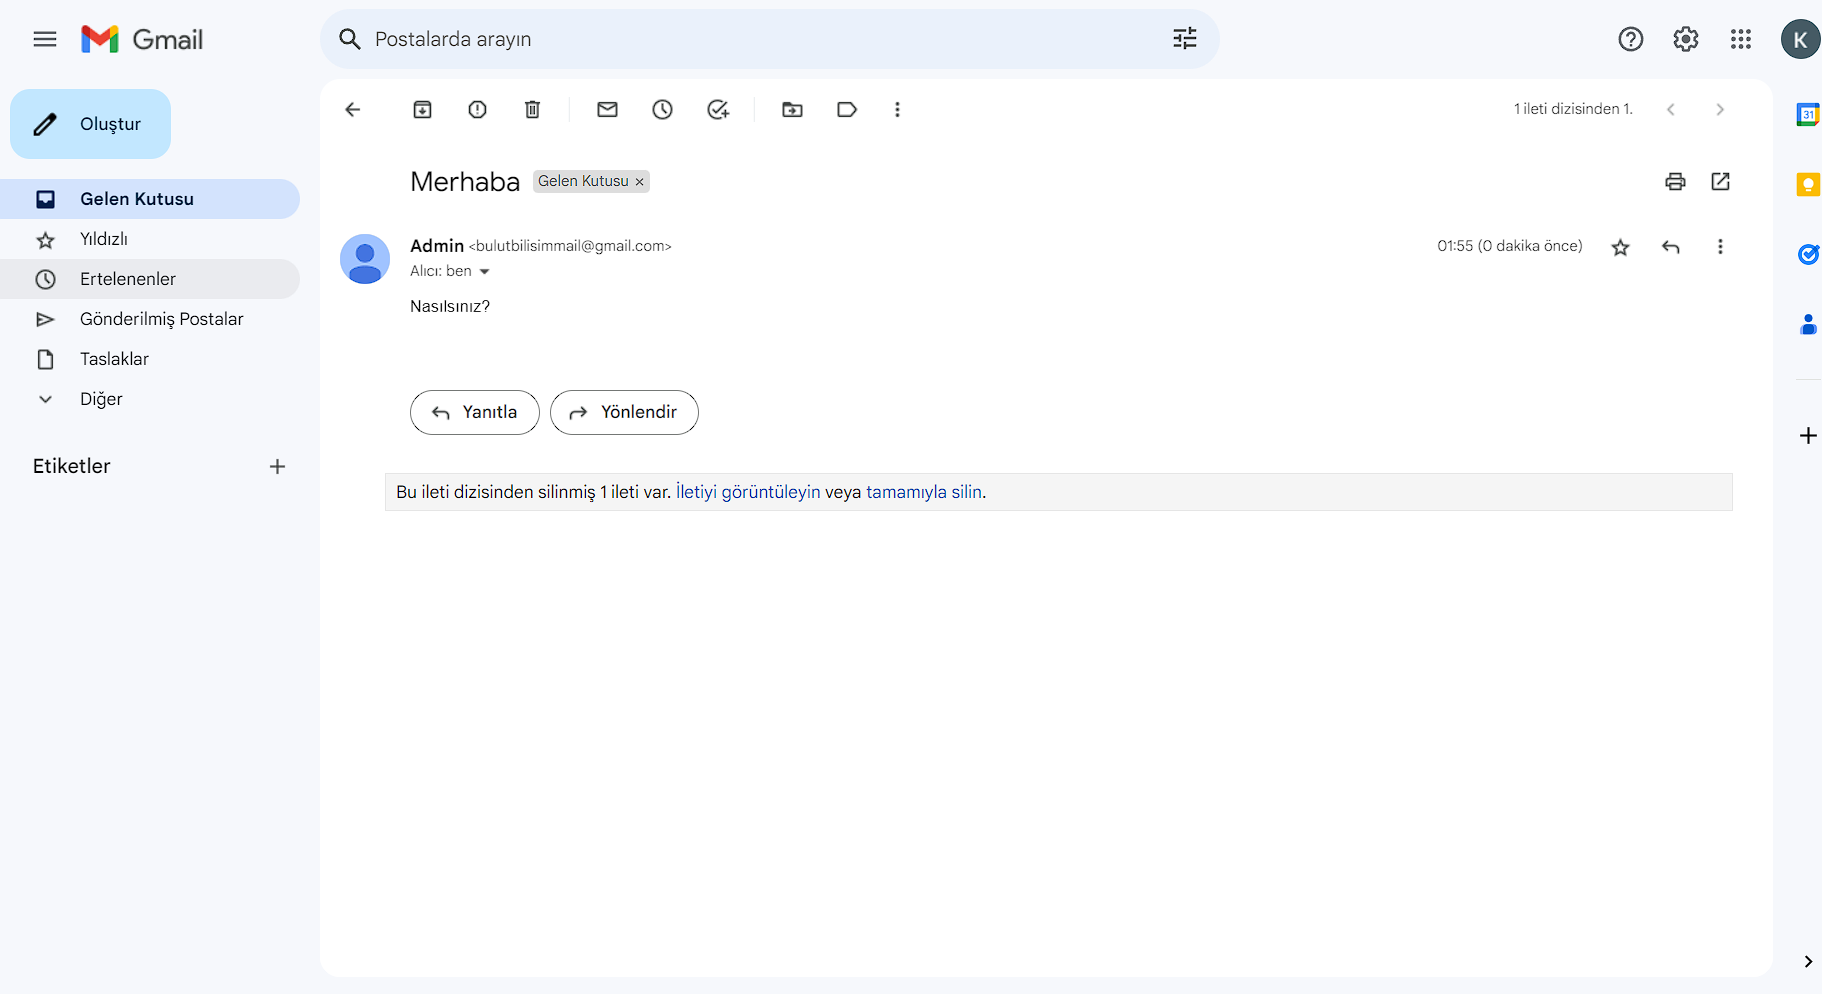 Gmail
Postalarda arayın
K
Oluştur
1 ileti dizisinden 1.
31
Gelen Kutusu
Yıldızlı
Ertelenenler
Gönderilmiş Postalar
Taslaklar
Diğer
Etiketler
Merhaba Gelen Kutusu ×
Admin <bulutbilisimmail@gmail.com> 01:55 (0 dakika önce)
Alıcı: ben
Nasılsınız?
Yanıtla Yönlendir
Bu ileti dizisinden silinmiş 1 ileti var. İletiyi görüntüleyin veya tamamıyla silin.